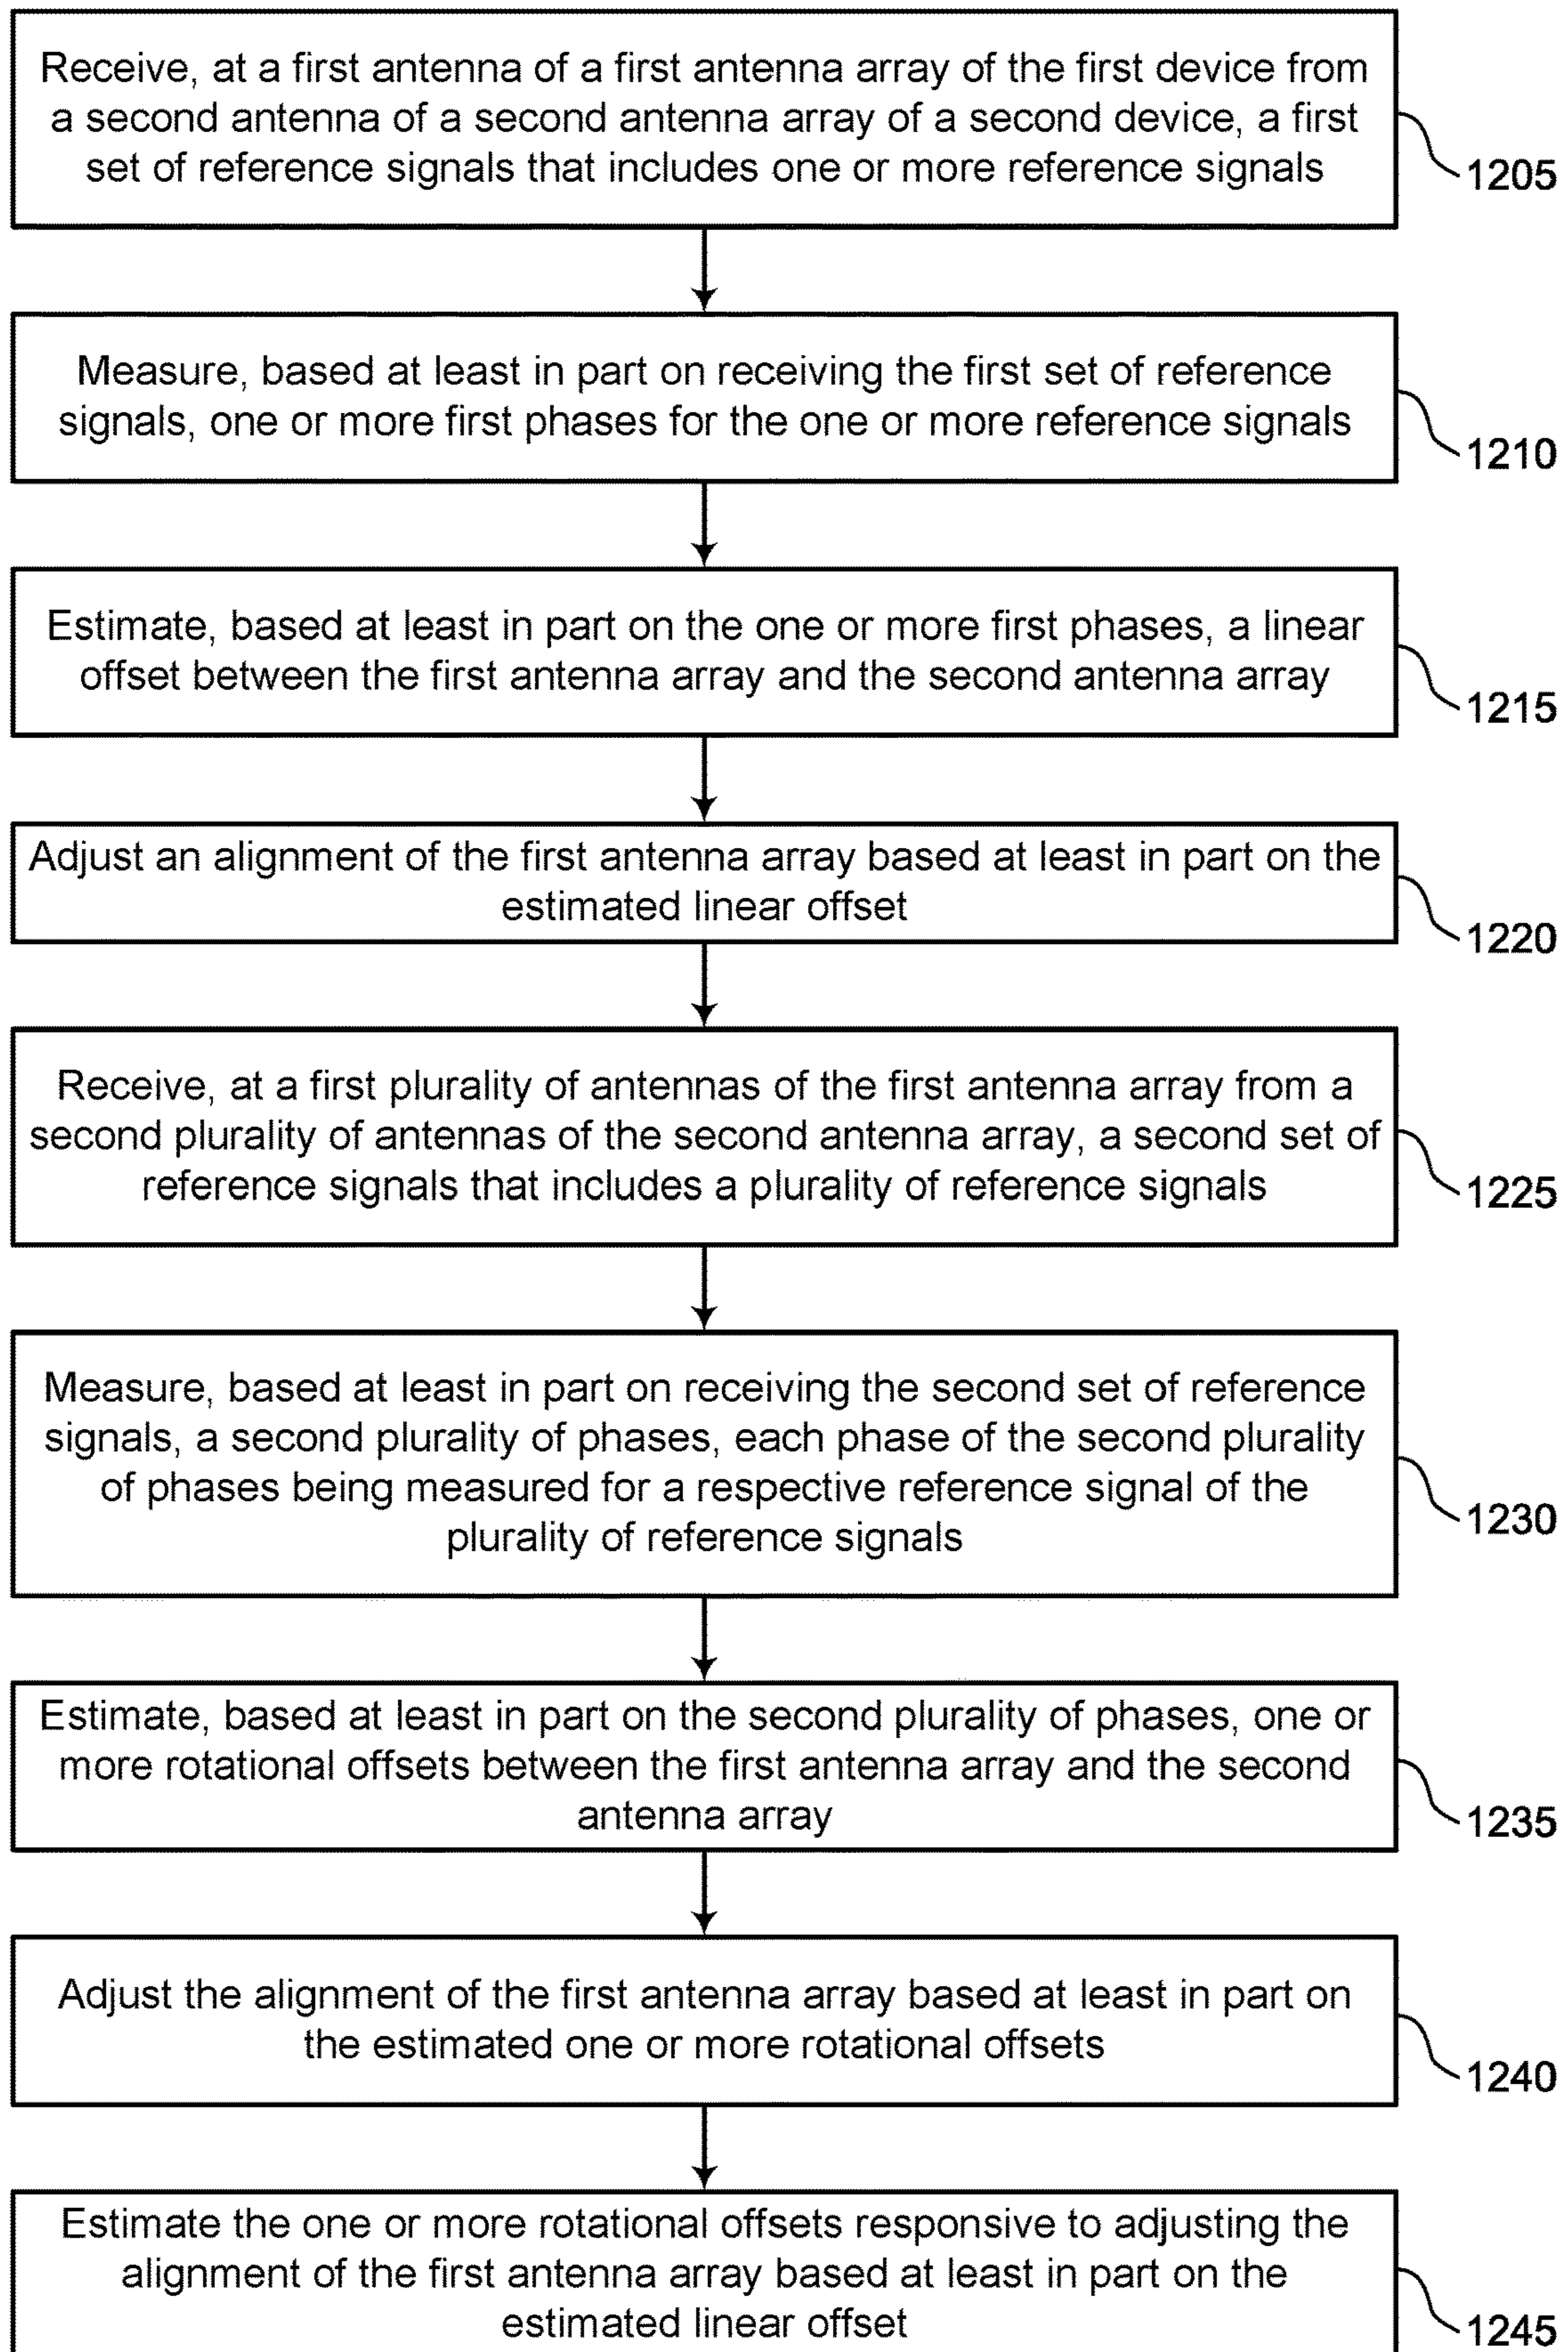 Receive, at a first antenna of a first antenna array of the first device from
a second antenna of a second antenna array of a second device, a first
set of reference signals that includes one or more reference signals
1205
Measure, based at least in part on receiving the first set of reference
signals, one or more first phases for the one or more reference signals
1210
Estimate, based at least in part on the one or more first phases, a linear
offset between the first antenna array and the second antenna array
1215
Adjust an alignment of the first antenna array based at least in part on the
estimated linear offset
1220
Receive, at a first plurality of antennas of the first antenna array from a
second plurality of antennas of the second antenna array, a second set of
reference signals that includes a plurality of reference signals
1225
Measure, based at least in part on receiving the second set of reference
signals, a second plurality of phases, each phase of the second plurality
of phases being measured for a respective reference signal of the
plurality of reference signals
1230
Estimate, based at least in part on the second plurality of phases, one or
more rotational offsets between the first antenna array and the second
antenna array
1235
Adjust the alignment of the first antenna array based at least in part on
the estimated one or more rotational offsets
1240
Estimate the one or more rotational offsets responsive to adjusting the
alignment of the first antenna array based at least in part on the
estimated linear offset
1245